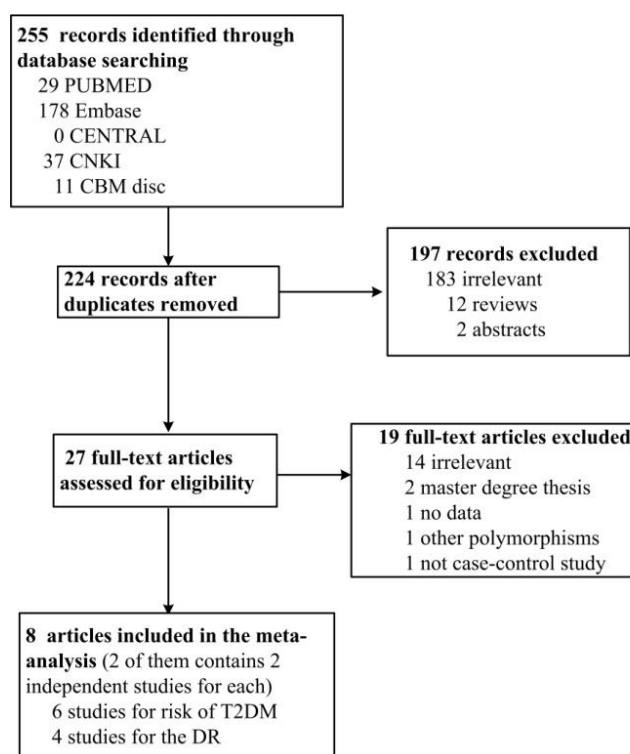 255 records identified through
database searching
29 PUBMED
178 Embase
0 CENTRAL
37 CNKI
11 CBM disc
224 records after
duplicates removed
197 records excluded
183 irrelevant
12 reviews
2 abstracts
27 full-text articles
assessed for eligibility
19 full-text articles excluded
14 irrelevant
2 master degree thesis
1 no data
1 other polymorphisms
1 not case-control study
8 articles included in the meta-
analysis (2 of them contains 2
independent studies for each)
6 studies for risk of T2DM
4 studies for the DR